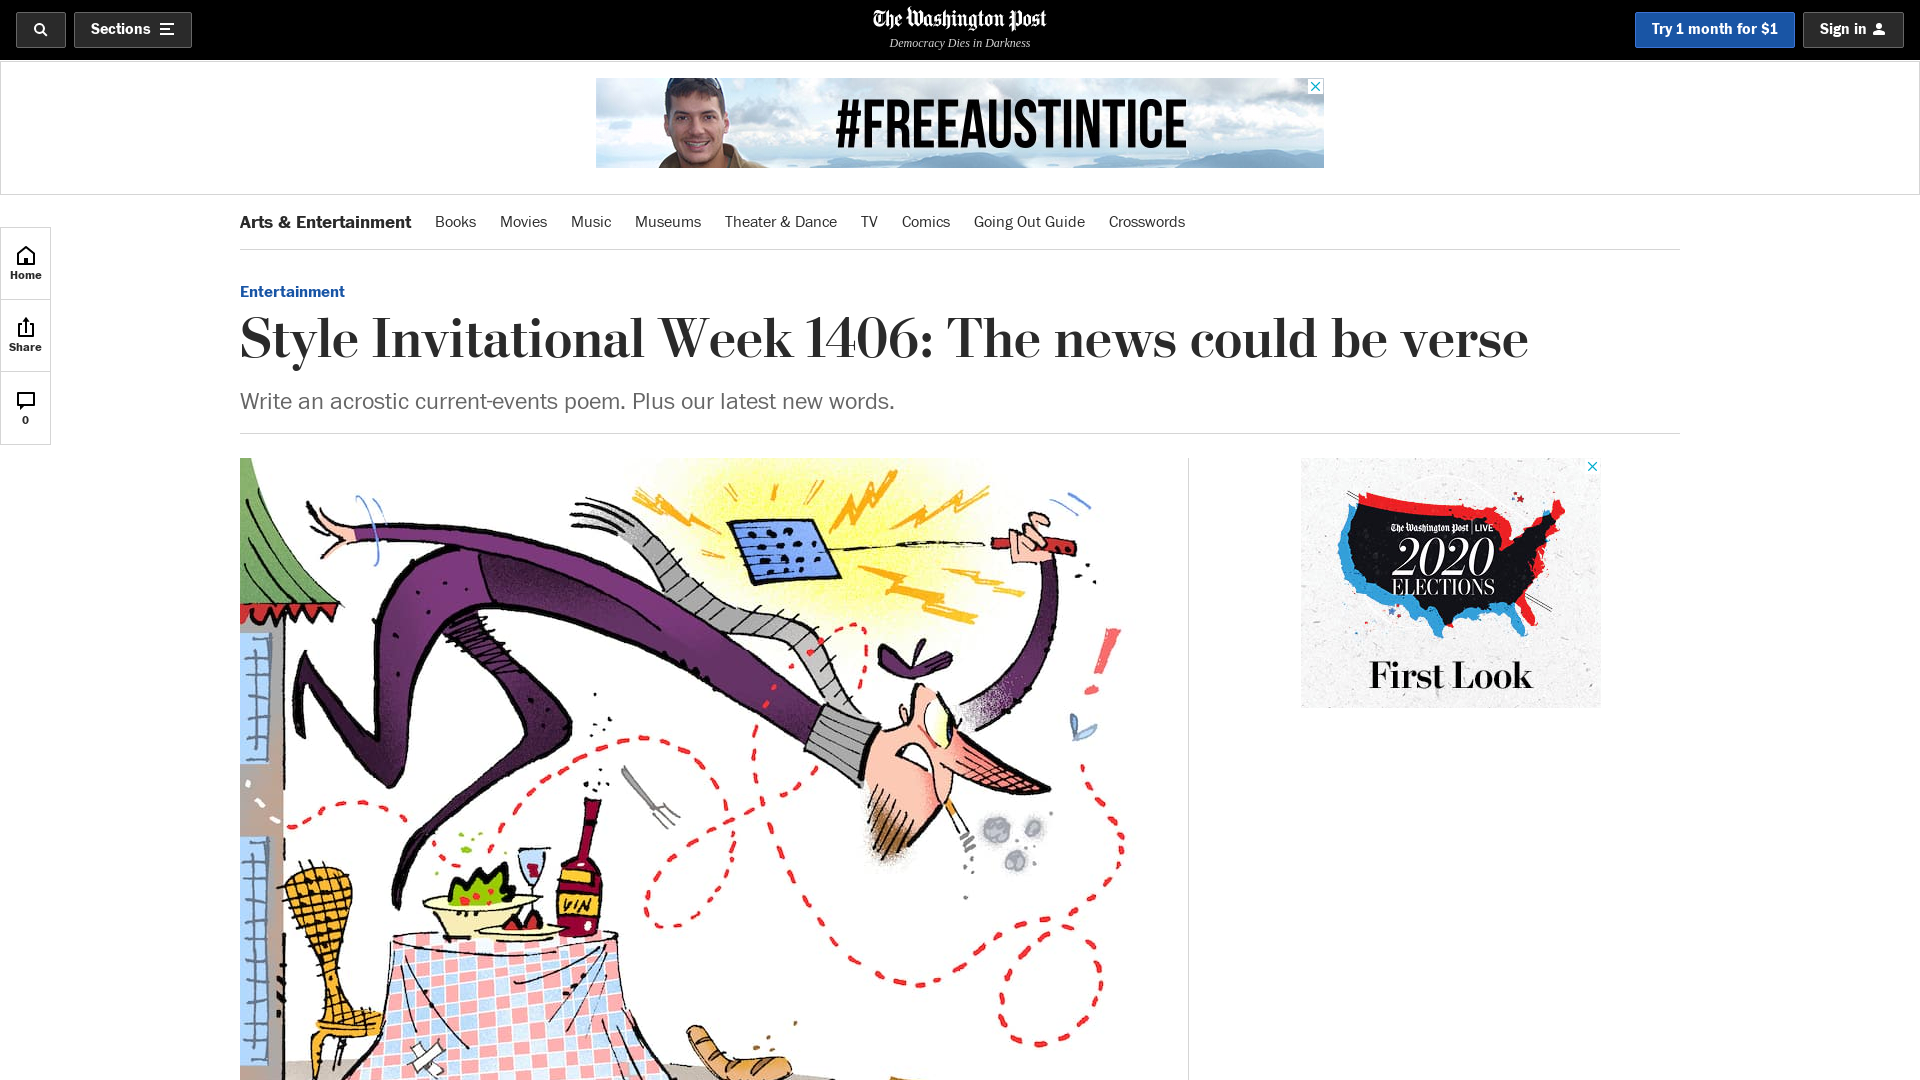 Sections
The Washington Post
Democracy Dies in Darkness
Try 1 month for $1
Sign in
#FREEAUSTINTICE
Arts & Entertainment
Books
Movies
Music
Museums
Theater & Dance
TV
Comics
Going Out Guide
Crosswords
Home
Share
0
Entertainment
Style Invitational Week 1406: The news could be verse
Write an acrostic current-events poem. Plus our latest new words.
VIN
The Washington Post LIVE
2020
ELECTIONS
First Look